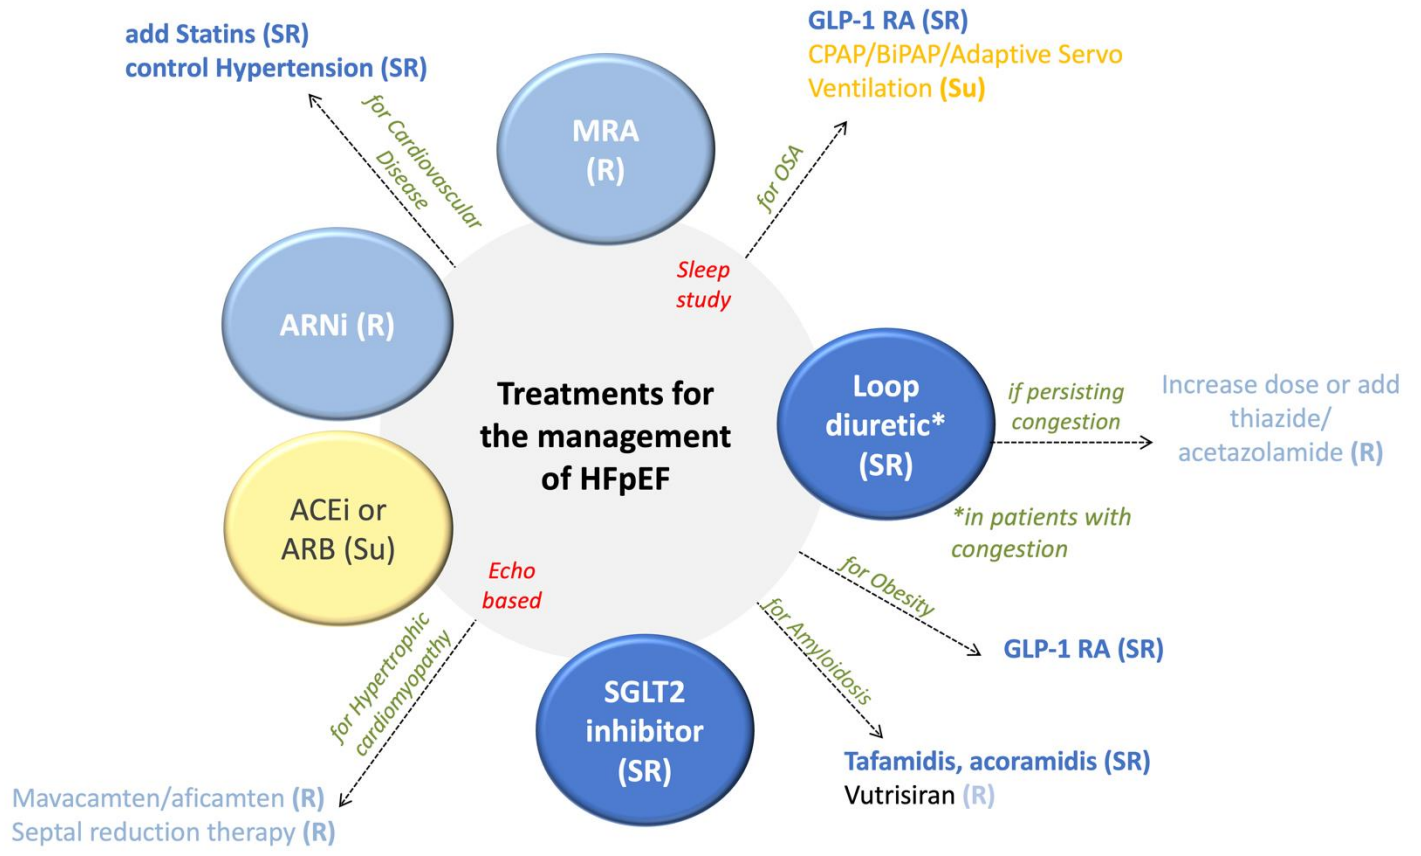 add Statins (SR)
control Hypertension (SR)
for Cardiovascular
Disease
MRA
(R)
GLP-1 RA (SR)
CPAP/BiPAP/Adaptive Servo
Ventilation (Su)
for OSA
Sleep
study
ARNi (R)
Treatments for
the management
of HFpEF
Loop
diuretic*
(SR)
if persisting
congestion
Increase dose or add
thiazide/
acetazolamide (R)
*in patients with
congestion
ACEi or
ARB (Su)
Echo
based
for Hypertrophic
cardiomyopathy
Mavacamten/aficamten (R)
Septal reduction therapy (R)
SGLT2
inhibitor
(SR)
for Obesity
GLP-1 RA (SR)
for Amyloidosis
Tafamidis, acoramidis (SR)
Vutrisiran (R)